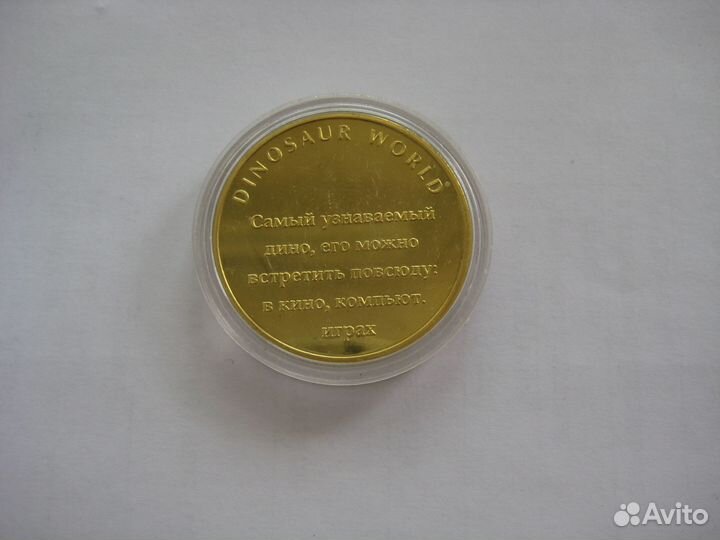 DINOSAUR WORLD
Самый узнаваемый
дино, его можно
встретить повсюду:
в кино, компьют.
играх
Avito